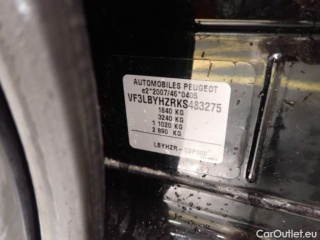 AUTOMOBILES PEUGEOT
e2*2007/46*0405
VF3LBYHZRKS483275
1840 KG
3240 KG
1 1020 KG
2 890 KG
LBYHZR-
CarOutlet.eu